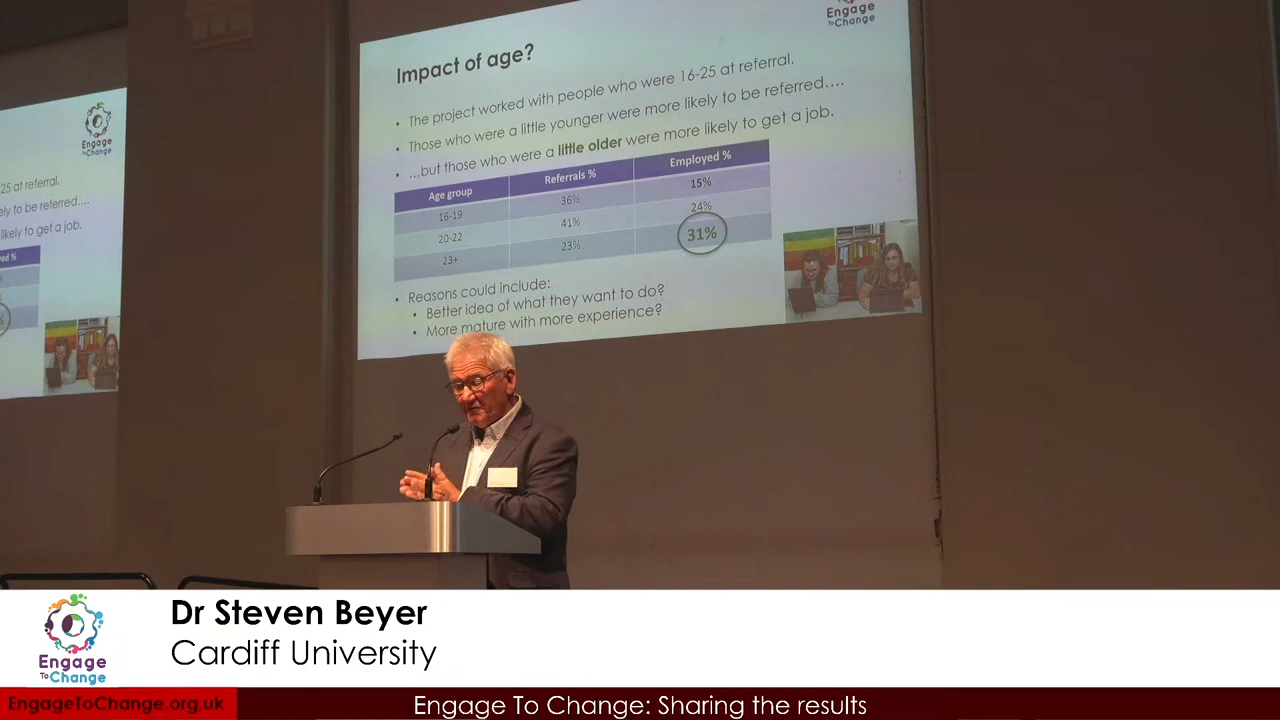 Engage
To Change
Impact of age?
• The project worked with people who were 16-25 at referral.
• Those who were a little younger were more likely to be referred….
• …but those who were a little older were more likely to get a job.
Age group Referrals % Employed %
16-19 36% 15%
20-22 41% 24%
23+ 23% 31%
• Reasons could include:
• Better idea of what they want to do?
• More mature with more experience?
Engage
To Change
25 at referral.
ly to be referred….
likely to get a job.
ed %
%
Dr Steven Beyer
Cardiff University
Engage
To Change
EngageToChange.org.uk
Engage To Change: Sharing the results